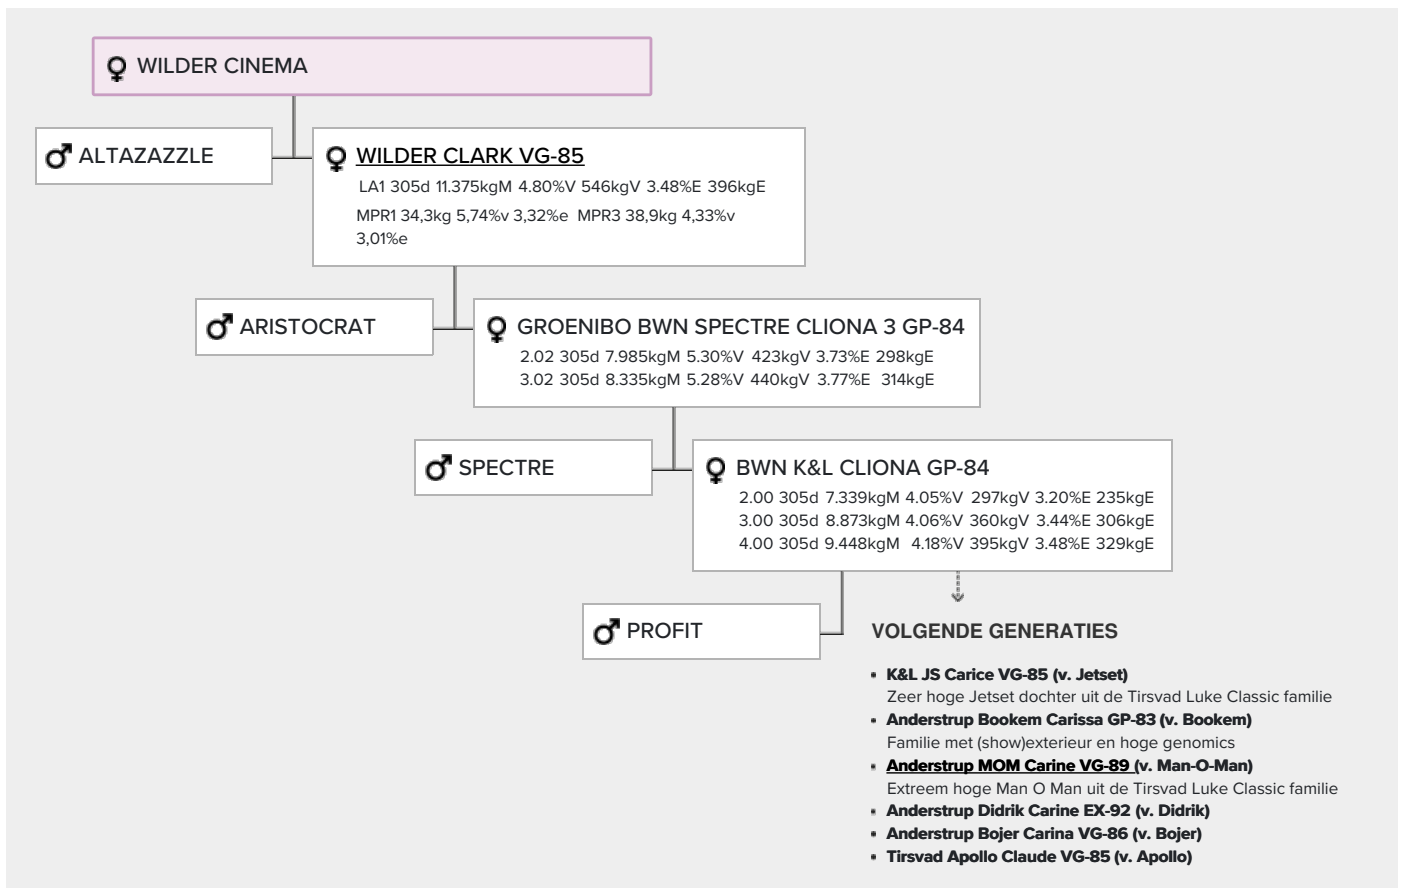 WILDER CINEMA
ALTAZAZZLE
WILDER CLARK VG-85
LA1 305d 11.375kgM 4.80%V 546kgV 3.48%E 396kgE
MPR1 34,3kg 5,74%v 3,32%e MPR3 38,9kg 4,33%v
3,01%e
ARISTOCRAT
GROENIBO BWN SPECTRE CLIONA 3 GP-84
2.02 305d 7.985kgM 5.30%V 423kgV 3.73%E 298kgE
3.02 305d 8.335kgM 5.28%V 440kgV 3.77%E 314kgE
SPECTRE
BWN K&L CLIONA GP-84
2.00 305d 7.339kgM 4.05%V 297kgV 3.20%E 235kgE
3.00 305d 8.873kgM 4.06%V 360kgV 3.44%E 306kgE
4.00 305d 9.448kgM 4.18%V 395kgV 3.48%E 329kgE
PROFIT
VOLGENDE GENERATIES
K&L JS Carice VG-85 (v. Jetset)
Zeer hoge Jetset dochter uit de Tirsvad Luke Classic familie
Anderstrup Bookem Carissa GP-83 (v. Bookem)
Familie met (show)exterieur en hoge genomics
Anderstrup MOM Carine VG-89 (v. Man-O-Man)
Extreem hoge Man O Man uit de Tirsvad Luke Classic familie
Anderstrup Didrik Carine EX-92 (v. Didrik)
Anderstrup Bojer Carina VG-86 (v. Bojer)
Tirsvad Apollo Claude VG-85 (v. Apollo)